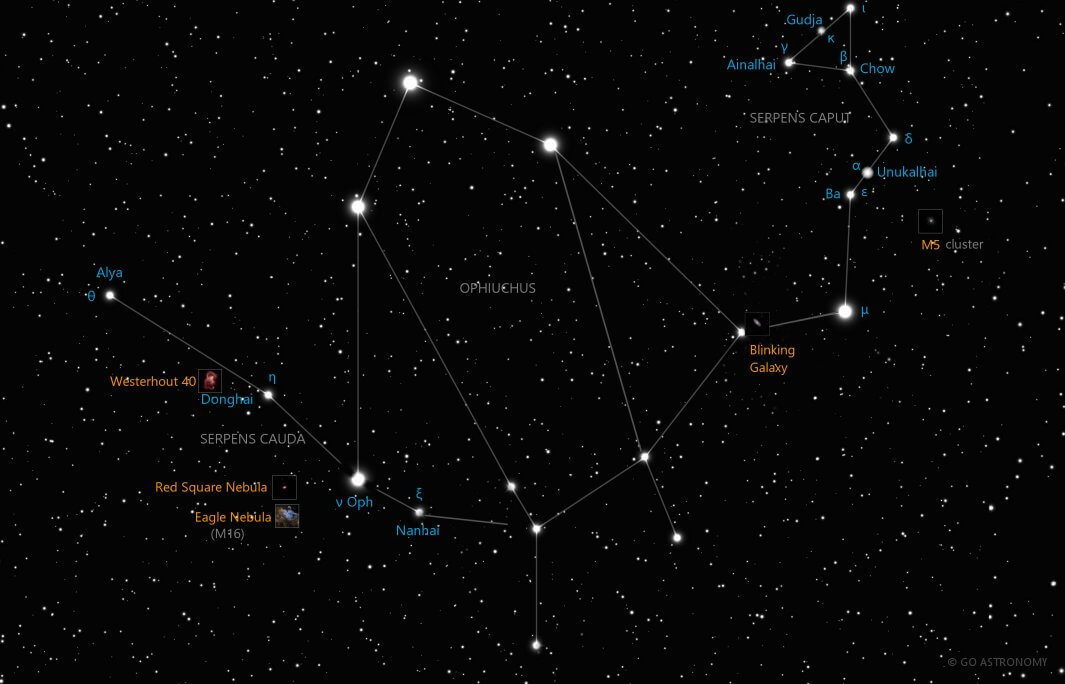 ι
Gudja
κ
γ
β
Ainalhai
Chow
SERPENS CAPUT
δ
α
Unukalhai
Ba
ε
M5 cluster
Alya
θ
OPHIUCHUS
μ
Blinking
Galaxy
η
Westerhout 40
Donghai
SERPENS CAUDA
Red Square Nebula
ν Oph
ξ
Eagle Nebula
(M16)
Nanhai
© GO ASTRONOMY